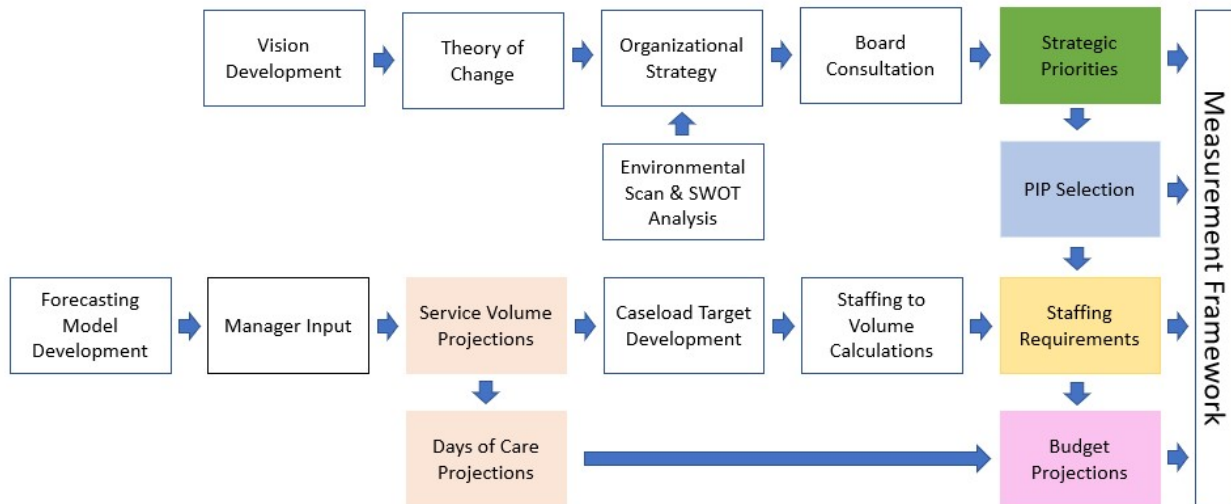 Vision
Development
Theory of
Change
Organizational
Strategy
Board
Consultation
Strategic
Priorities
Environmental
Scan & SWOT
Analysis
PIP Selection
Forecasting
Model
Development
Manager Input
Service Volume
Projections
Caseload Target
Development
Staffing to
Volume
Calculations
Staffing
Requirements
Days of Care
Projections
Budget
Projections
Measurement Framework